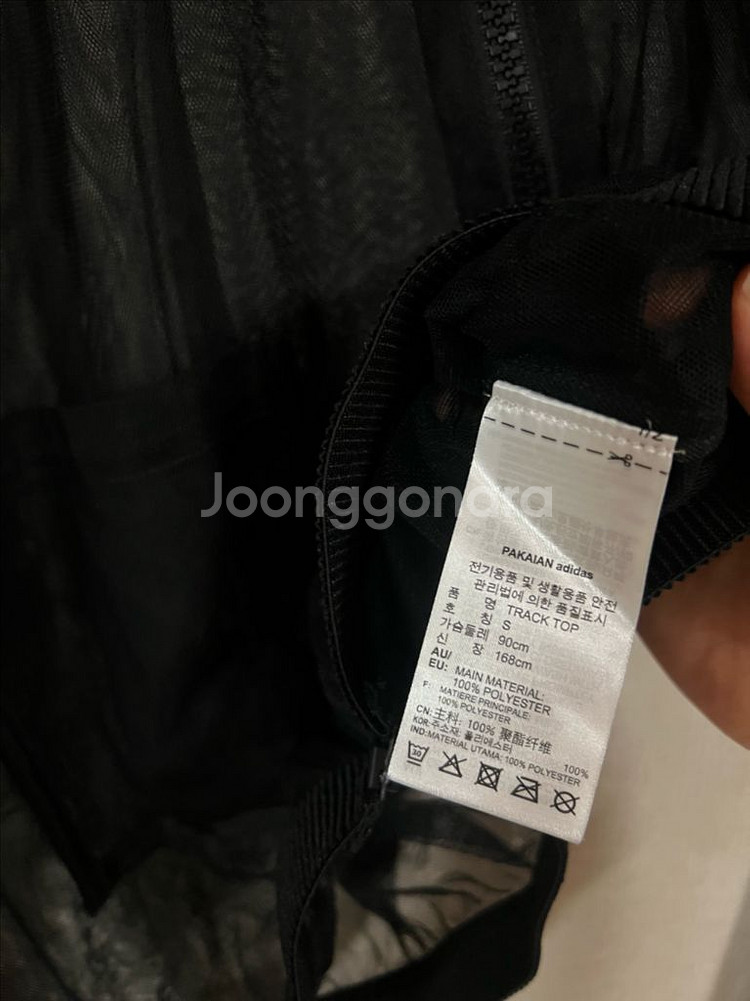 Joonggonara
1/2
PAKAIAN adidas
전기용품 및 생활용품 안전
관리법에 의한 품질표시
품 명 TRACK TOP
호 칭 S
가슴둘레 90cm
신 장 168cm
AU/
EU: MAIN MATERIAL:
100% POLYESTER
F: MATIERE PRINCIPALE:
100% POLYESTER
CN: 主料: 100% 聚酯纤维
KOR: 주소재: 폴리에스터 100%
IND: MATERIAL UTAMA: 100% POLYESTER
30